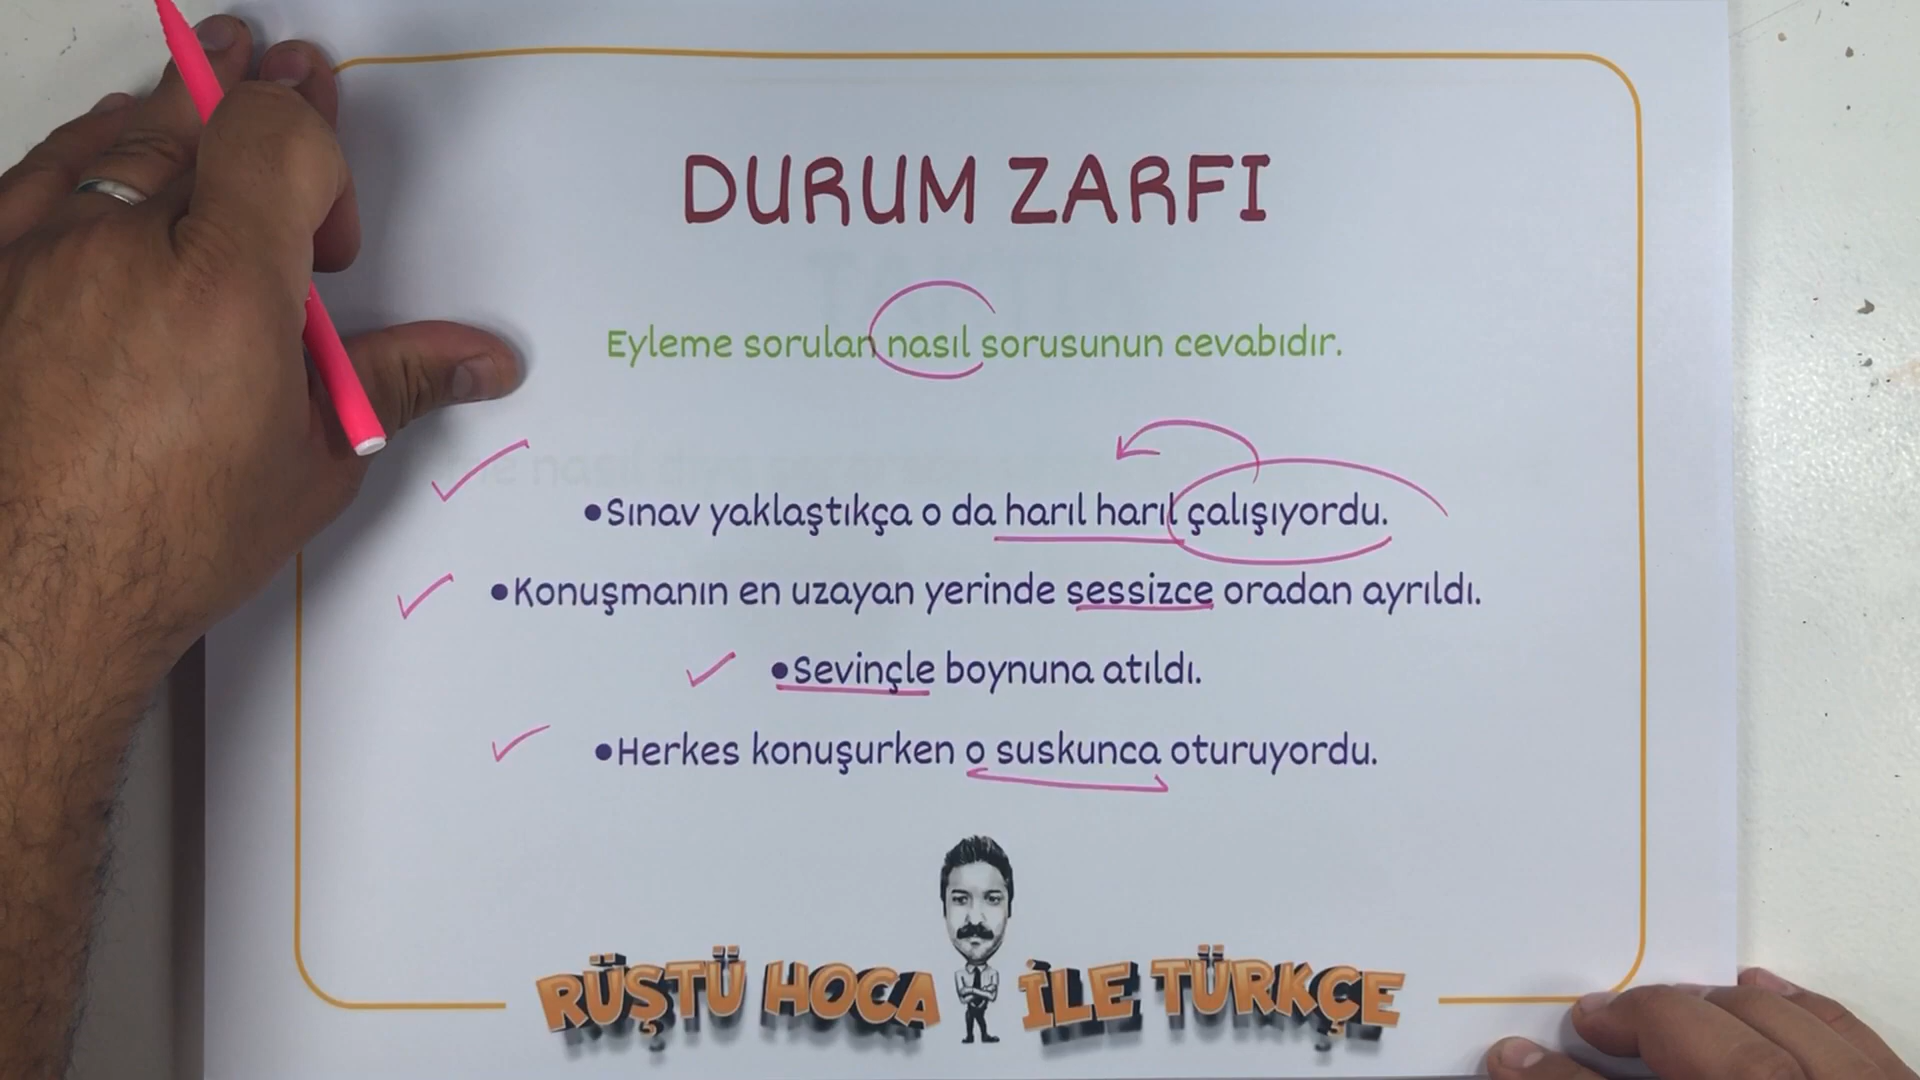 DURUM ZARFI
Eyleme sorulan nasıl sorusunun cevabıdır.
•Sınav yaklaştıkça o da harıl harıl çalışıyordu.
•Konuşmanın en uzayan yerinde sessizce oradan ayrıldı.
•Sevinçle boynuna atıldı.
•Herkes konuşurken o suskunca oturuyordu.
RÜŞTÜ HOCA İLE TÜRKÇE